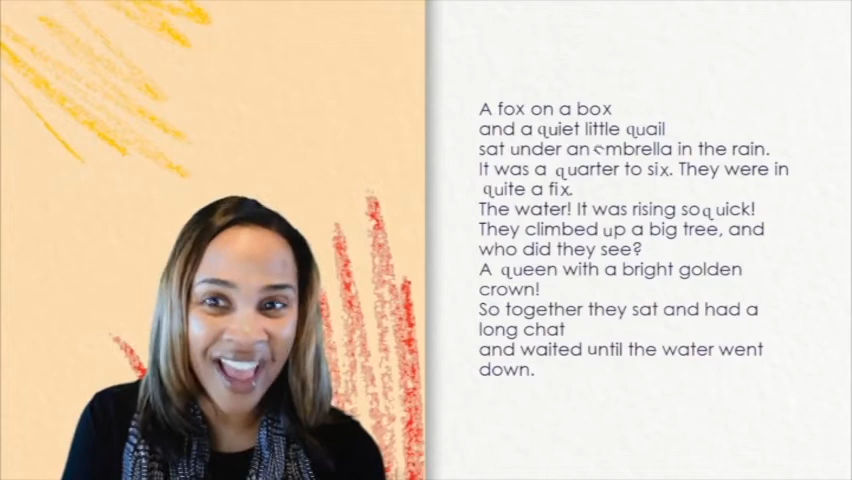 A fox on a box
and a quiet little quail
sat under an umbrella in the rain.
It was a quarter to six. They were in
quite a fix.
The water! It was rising so quick!
They climbed up a big tree, and
who did they see?
A queen with a bright golden
crown!
So together they sat and had a
long chat
and waited until the water went
down.